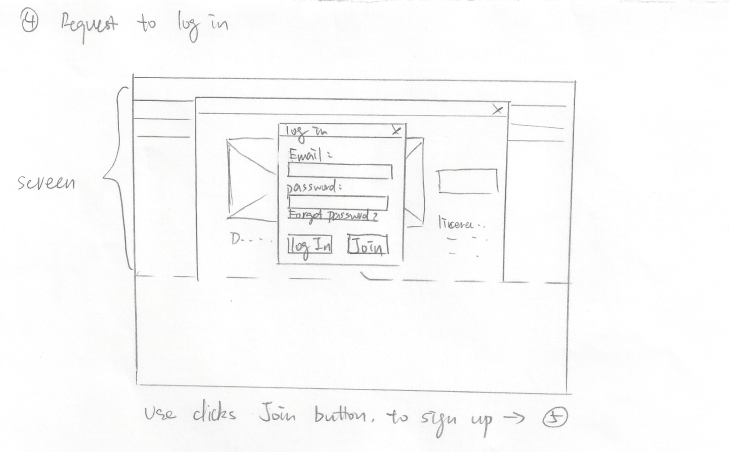 ④ Request to log in
log in X
Email:
password:
Forgot password?
log In Join
screen
D....
X
use clicks Join button, to sign up → ⑤